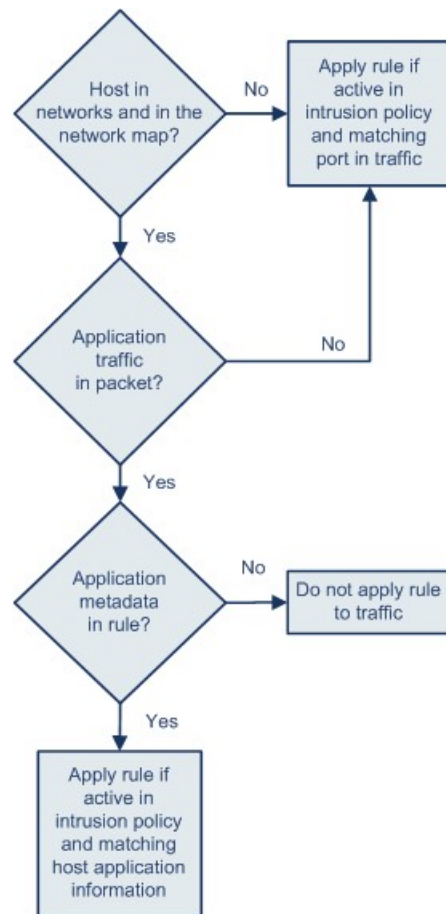 Host in
networks and in the
network map?
No
Apply rule if
active in
intrusion policy
and matching
port in traffic
Yes
Application
traffic
in packet?
No
Yes
Application
metadata
in rule?
No
Do not apply rule
to traffic
Yes
Apply rule if
active in
intrusion policy
and matching
host application
information